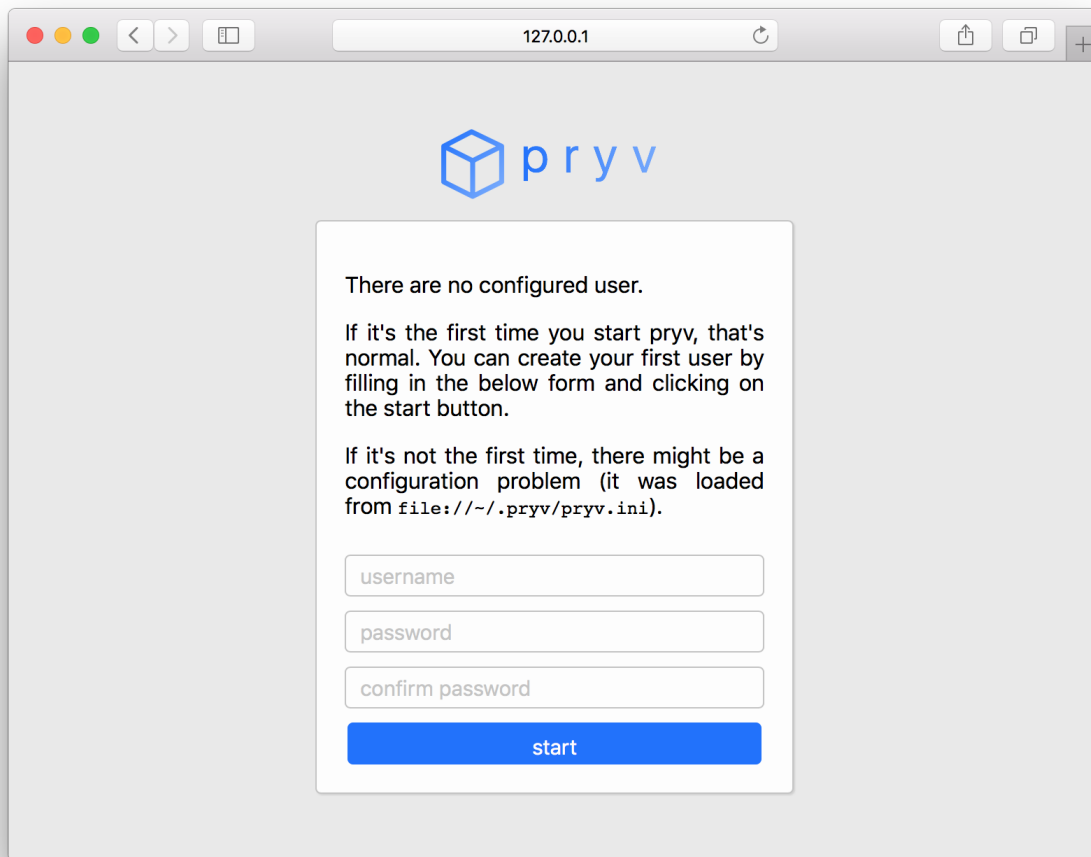 127.0.0.1
pryv
There are no configured user.
If it's the first time you start pryv, that's
normal. You can create your first user by
filling in the below form and clicking on
the start button.
If it's not the first time, there might be a
configuration problem (it was loaded
from file://~/.pryv/pryv.ini).
username
password
confirm password
start